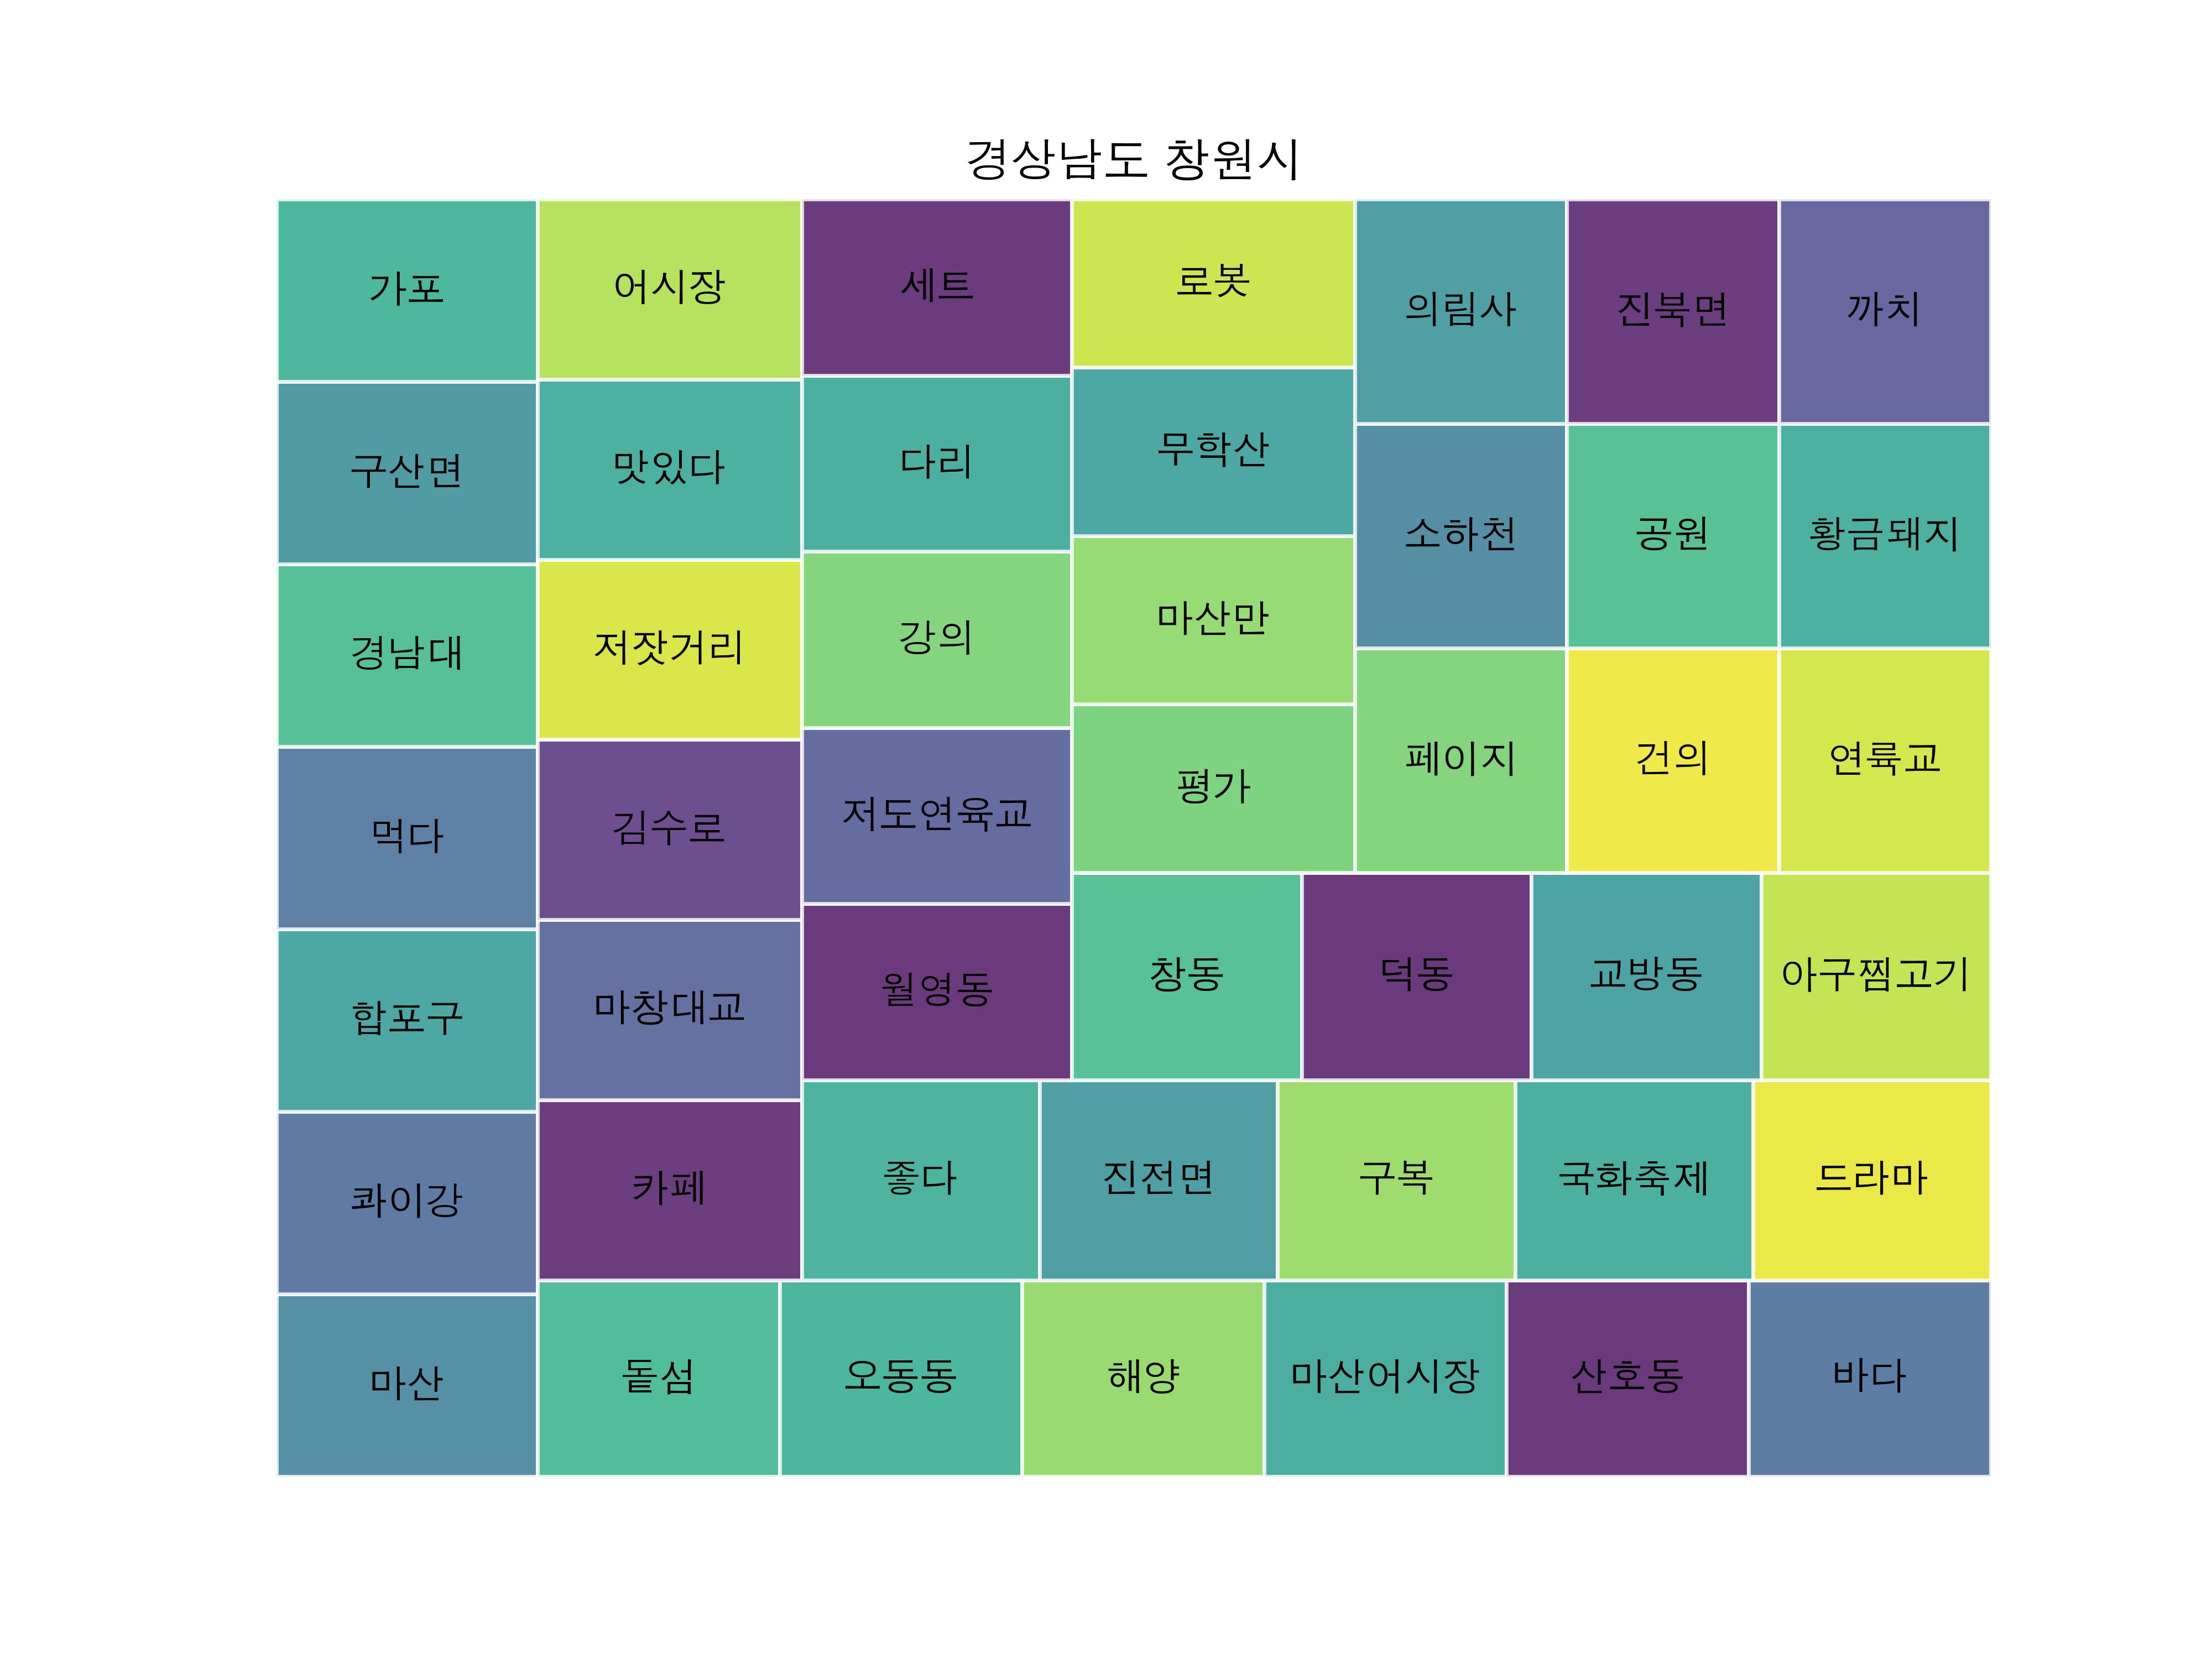 경상남도 창원시
가포
어시장
세트
로봇
의림사
진북면
까치
구산면
맛있다
다리
무학산
소하천
공원
황금돼지
경남대
저잣거리
강의
마산만
페이지
건의
연륙교
먹다
김수로
저도연육교
평가
합포구
마창대교
월영동
창동
덕동
교방동
아구찜고기
콰이강
카페
좋다
진전면
구복
국화축제
드라마
마산
돝섬
오동동
해양
마산어시장
산호동
바다